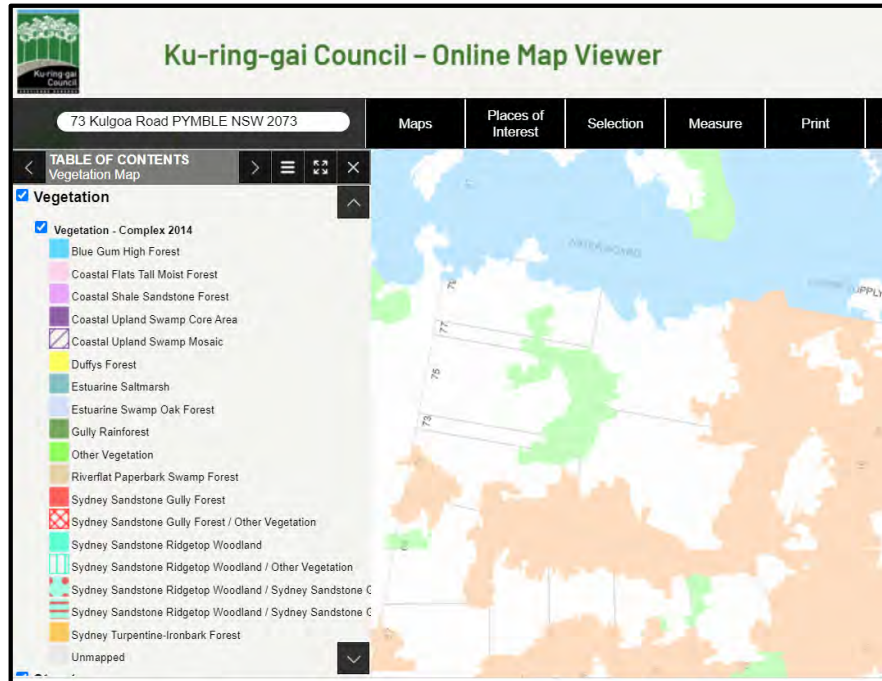 Ku-ring-gai
Council
Ku-ring-gai Council – Online Map Viewer
73 Kulgoa Road PYMBLE NSW 2073
Maps
Places of
Interest
Selection
Measure
Print
TABLE OF CONTENTS
Vegetation Map
Vegetation
Vegetation - Complex 2014
Blue Gum High Forest
Coastal Flats Tall Moist Forest
Coastal Shale Sandstone Forest
Coastal Upland Swamp Core Area
Coastal Upland Swamp Mosaic
Duffys Forest
Estuarine Saltmarsh
Estuarine Swamp Oak Forest
Gully Rainforest
Other Vegetation
Riverflat Paperbark Swamp Forest
Sydney Sandstone Gully Forest
Sydney Sandstone Gully Forest / Other Vegetation
Sydney Sandstone Ridgetop Woodland
Sydney Sandstone Ridgetop Woodland / Other Vegetation
Sydney Sandstone Ridgetop Woodland / Sydney Sandstone G
Sydney Sandstone Ridgetop Woodland / Sydney Sandstone G
Sydney Turpentine-Ironbark Forest
Unmapped
WATER BOARD
SUPPLY
77
75
73